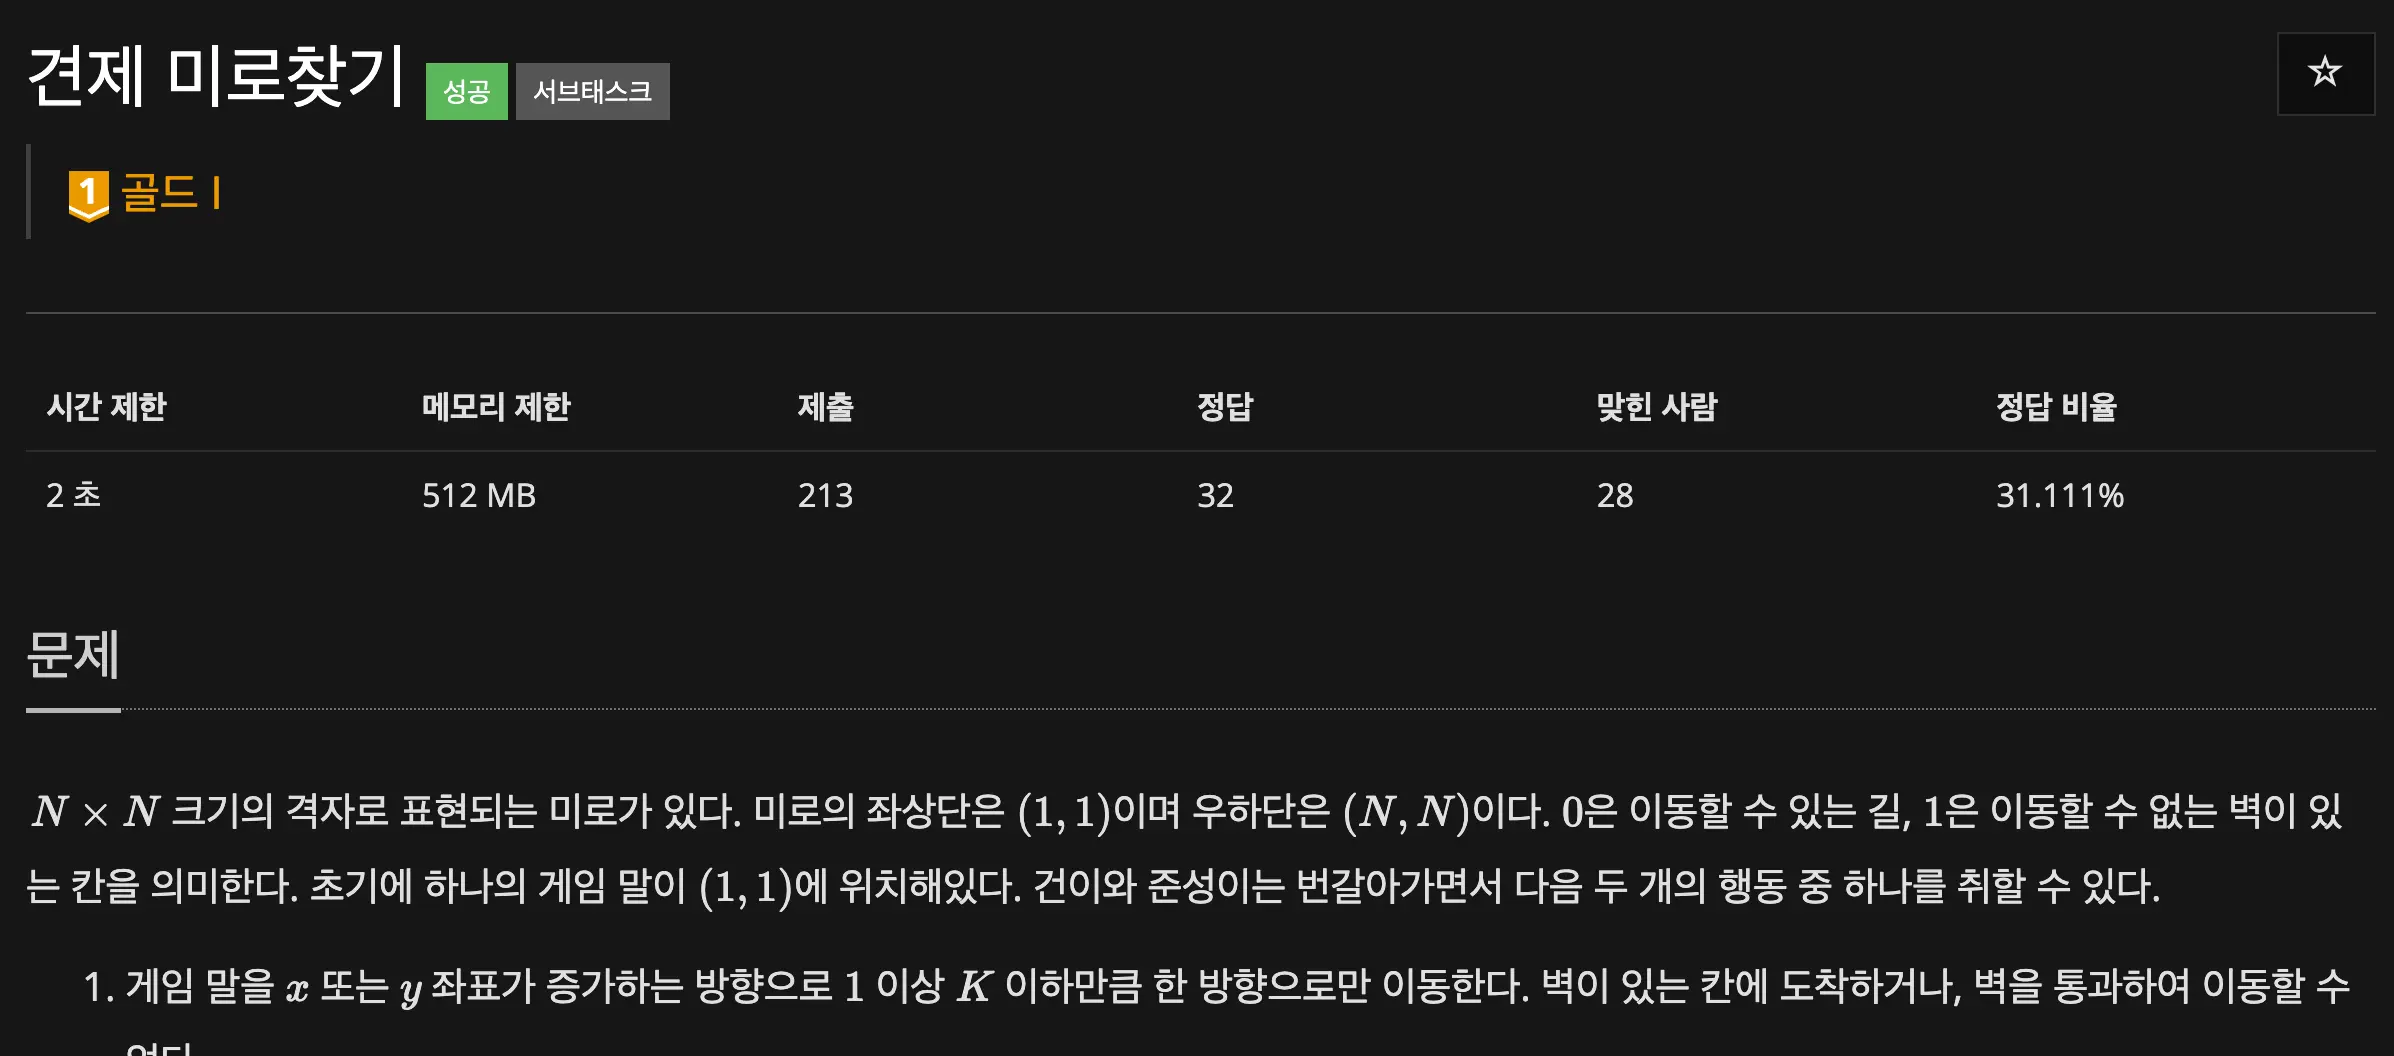 견제 미로찾기 성공 서브태스크
1 골드 I
시간 제한 메모리 제한 제출 정답 맞힌 사람 정답 비율
2 초 512 MB 213 32 28 31.111%
문제
N × N 크기의 격자로 표현되는 미로가 있다. 미로의 좌상단은 (1, 1)이며 우하단은 (N, N)이다. 0은 이동할 수 있는 길, 1은 이동할 수 없는 벽이 있
는 칸을 의미한다. 초기에 하나의 게임 말이 (1, 1)에 위치해있다. 건이와 준성이는 번갈아가면서 다음 두 개의 행동 중 하나를 취할 수 있다.
1. 게임 말을 x 또는 y 좌표가 증가하는 방향으로 1 이상 K 이하만큼 한 방향으로만 이동한다. 벽이 있는 칸에 도착하거나, 벽을 통과하여 이동할 수